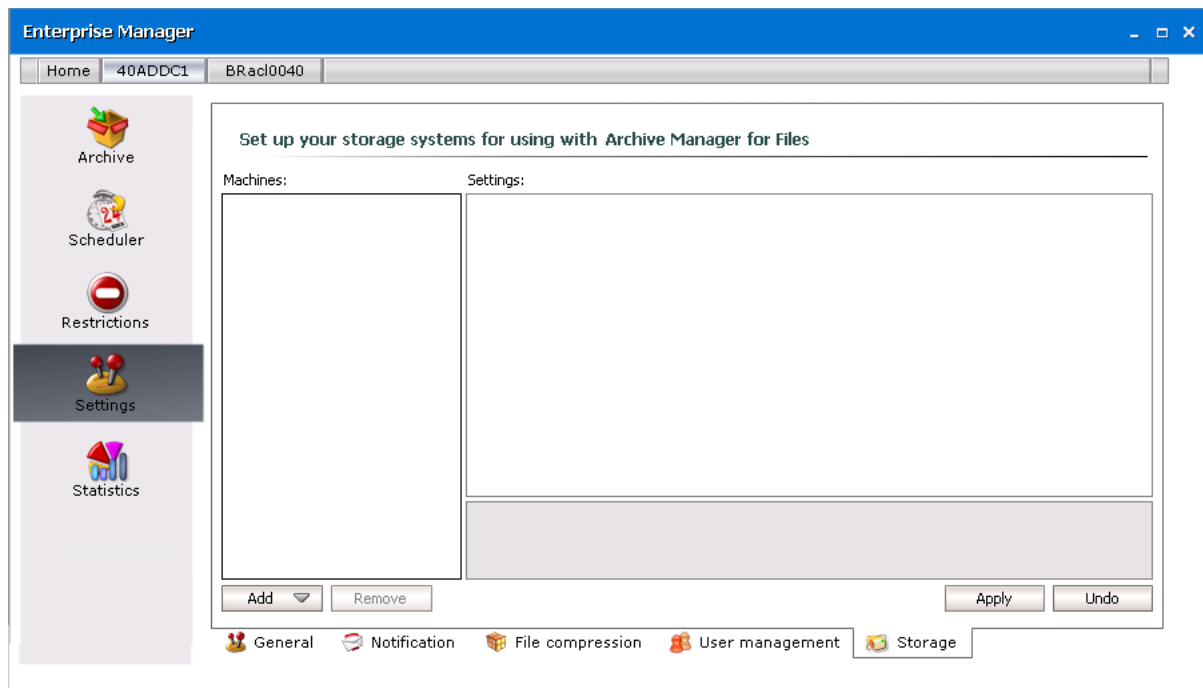 Enterprise Manager
Home 40ADDC1 BRacl0040
Archive
Scheduler
Restrictions
Settings
Statistics
Set up your storage systems for using with Archive Manager for Files
Machines: Settings:
Add Remove Apply Undo
General Notification File compression User management Storage